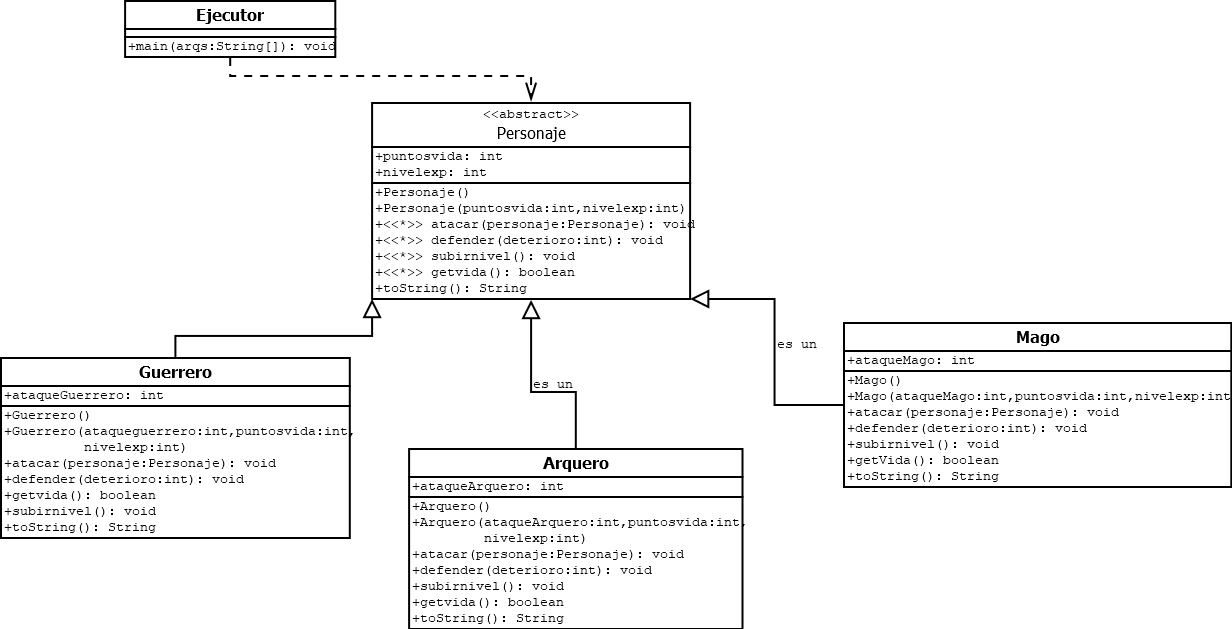 Ejecutor
+main(arqs:String[]): void
<<abstract>>
Personaje
+puntosvida: int
+nivelexp: int
+Personaje()
+Personaje(puntosvida:int,nivelexp:int)
+<<*>> atacar(personaje:Personaje): void
+<<*>> defender(deterioro:int): void
+<<*>> subirnivel(): void
+<<*>> getvida(): boolean
+toString(): String
Guerrero
+ataqueGuerrero: int
+Guerrero()
+Guerrero(ataqueguerrero:int,puntosvida:int,
nivelexp:int)
+atacar(personaje:Personaje): void
+defender(deterioro:int): void
+getvida(): boolean
+subirnivel(): void
+toString(): String
es un
Arquero
+ataqueArquero: int
+Arquero()
+Arquero(ataqueArquero:int,puntosvida:int,
nivelexp:int)
+atacar(personaje:Personaje): void
+defender(deterioro:int): void
+subirnivel(): void
+getvida(): boolean
+toString(): String
es un
Mago
+ataqueMago: int
+Mago()
+Mago(ataqueMago:int,puntosvida:int,nivelexp:int
+atacar(personaje:Personaje): void
+defender(deterioro:int): void
+subirnivel(): void
+getVida(): boolean
+toString(): String